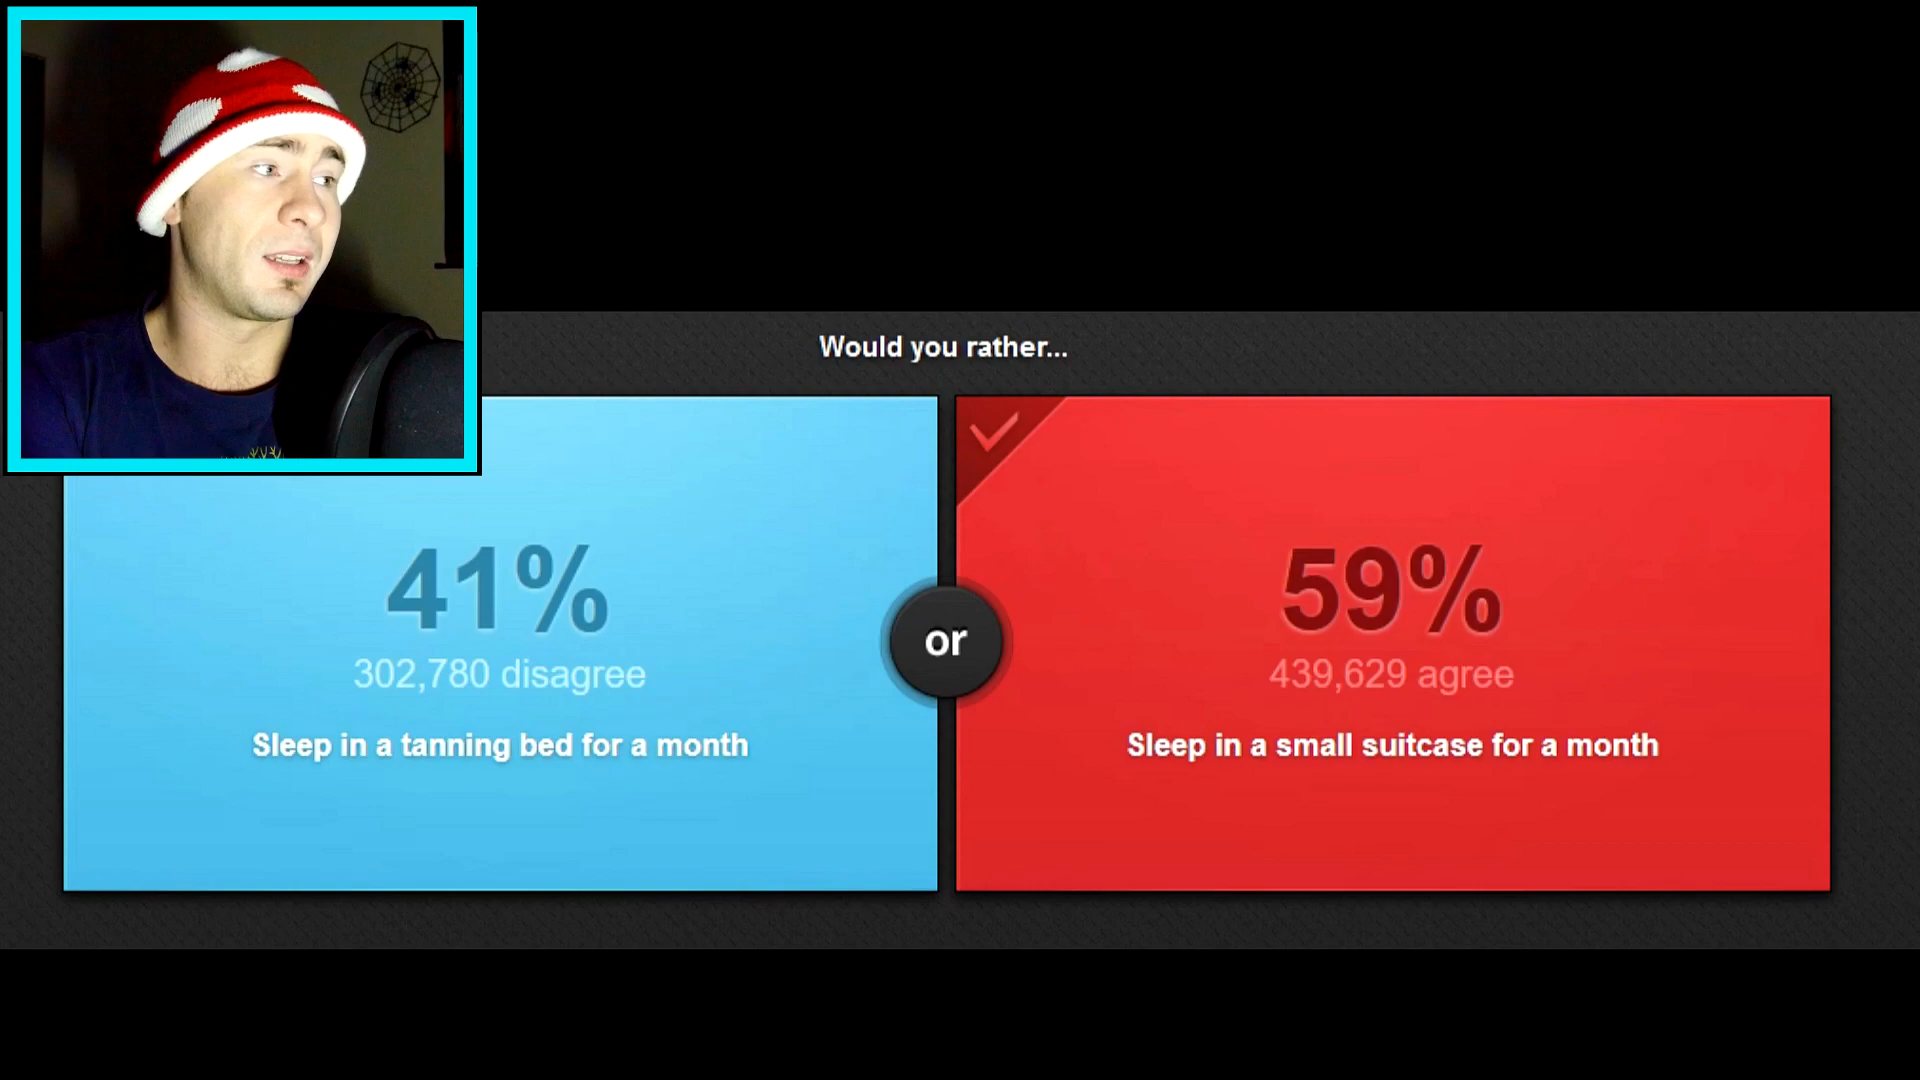 Would you rather...
41%
302,780 disagree
Sleep in a tanning bed for a month
or
59%
439,629 agree
Sleep in a small suitcase for a month